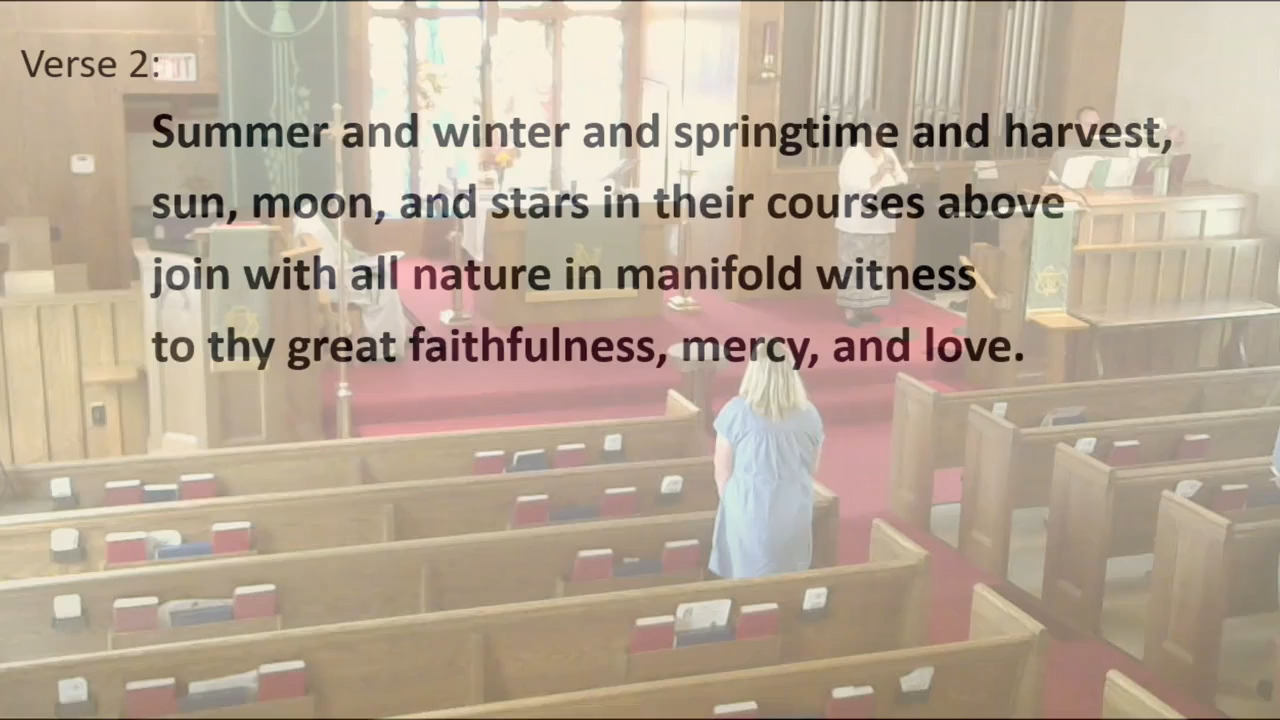 Verse 2:
Summer and winter and springtime and harvest,
sun, moon, and stars in their courses above
join with all nature in manifold witness
to thy great faithfulness, mercy, and love.